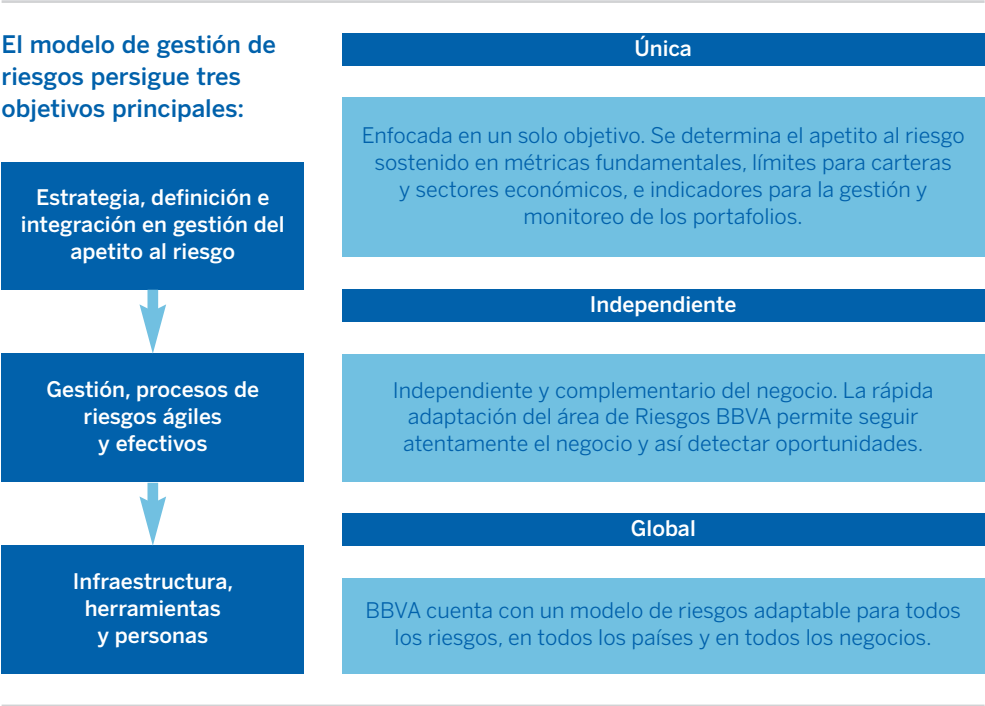 El modelo de gestión de
riesgos persigue tres
objetivos principales:
Estrategia, definición e
integración en gestión del
apetito al riesgo
Gestión, procesos de
riesgos ágiles
y efectivos
Infraestructura,
herramientas
y personas
Única
Enfocada en un solo objetivo. Se determina el apetito al riesgo
sostenido en métricas fundamentales, límites para carteras
y sectores económicos, e indicadores para la gestión y
monitoreo de los portafolios.
Independiente
Independiente y complementario del negocio. La rápida
adaptación del área de Riesgos BBVA permite seguir
atentamente el negocio y así detectar oportunidades.
Global
BBVA cuenta con un modelo de riesgos adaptable para todos
los riesgos, en todos los países y en todos los negocios.